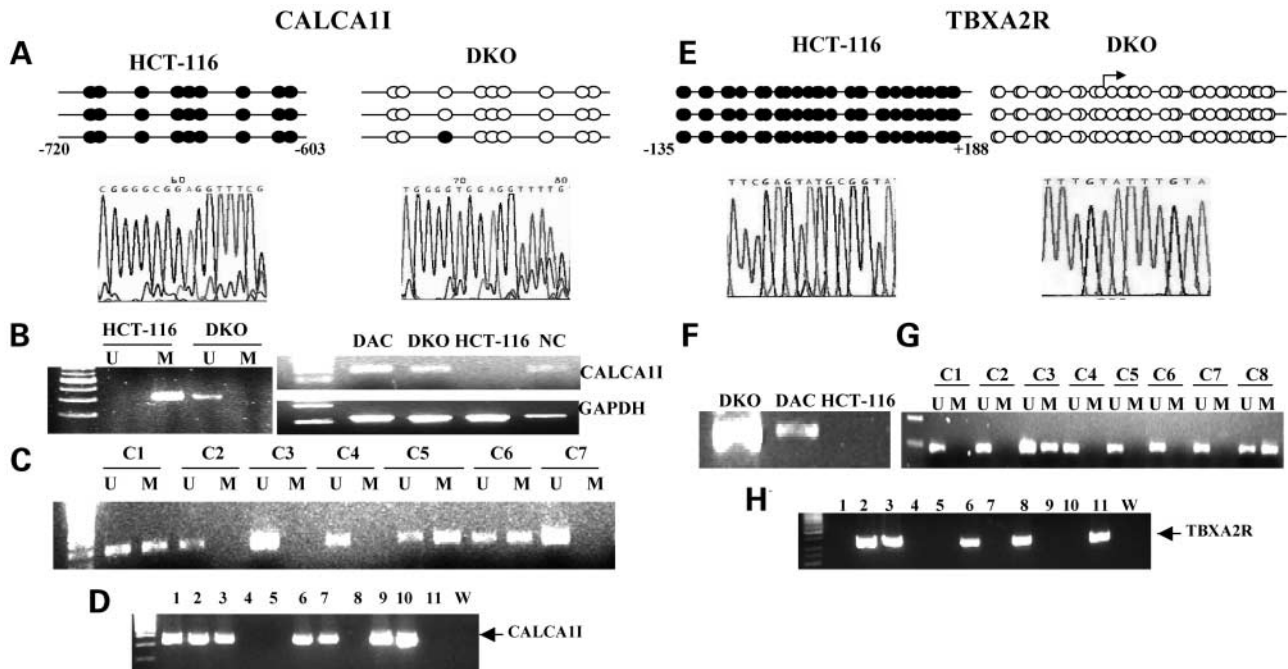 CALCA1I
TBXA2R
A
HCT-116
DKO
-720
-603
E
HCT-116
DKO
-135
+188
CGGGGCGGAGGTTTCG
60
TGGGGTGGAGGTTTTG
70
80
TTCGAGTATGCGGTA
TTTGTATTTGTA
B
HCT-116 DKO
U M U M
DAC DKO HCT-116 NC
CALCA1I
GAPDH
C
C1 C2 C3 C4 C5 C6 C7
U M U M U M U M U M U M U M
D
1 2 3 4 5 6 7 8 9 10 11 W
CALCA1I
F
DKO DAC HCT-116
G
C1 C2 C3 C4 C5 C6 C7 C8
U M U M U M U M U M U M U M U M
H
1 2 3 4 5 6 7 8 9 10 11 W
TBXA2R